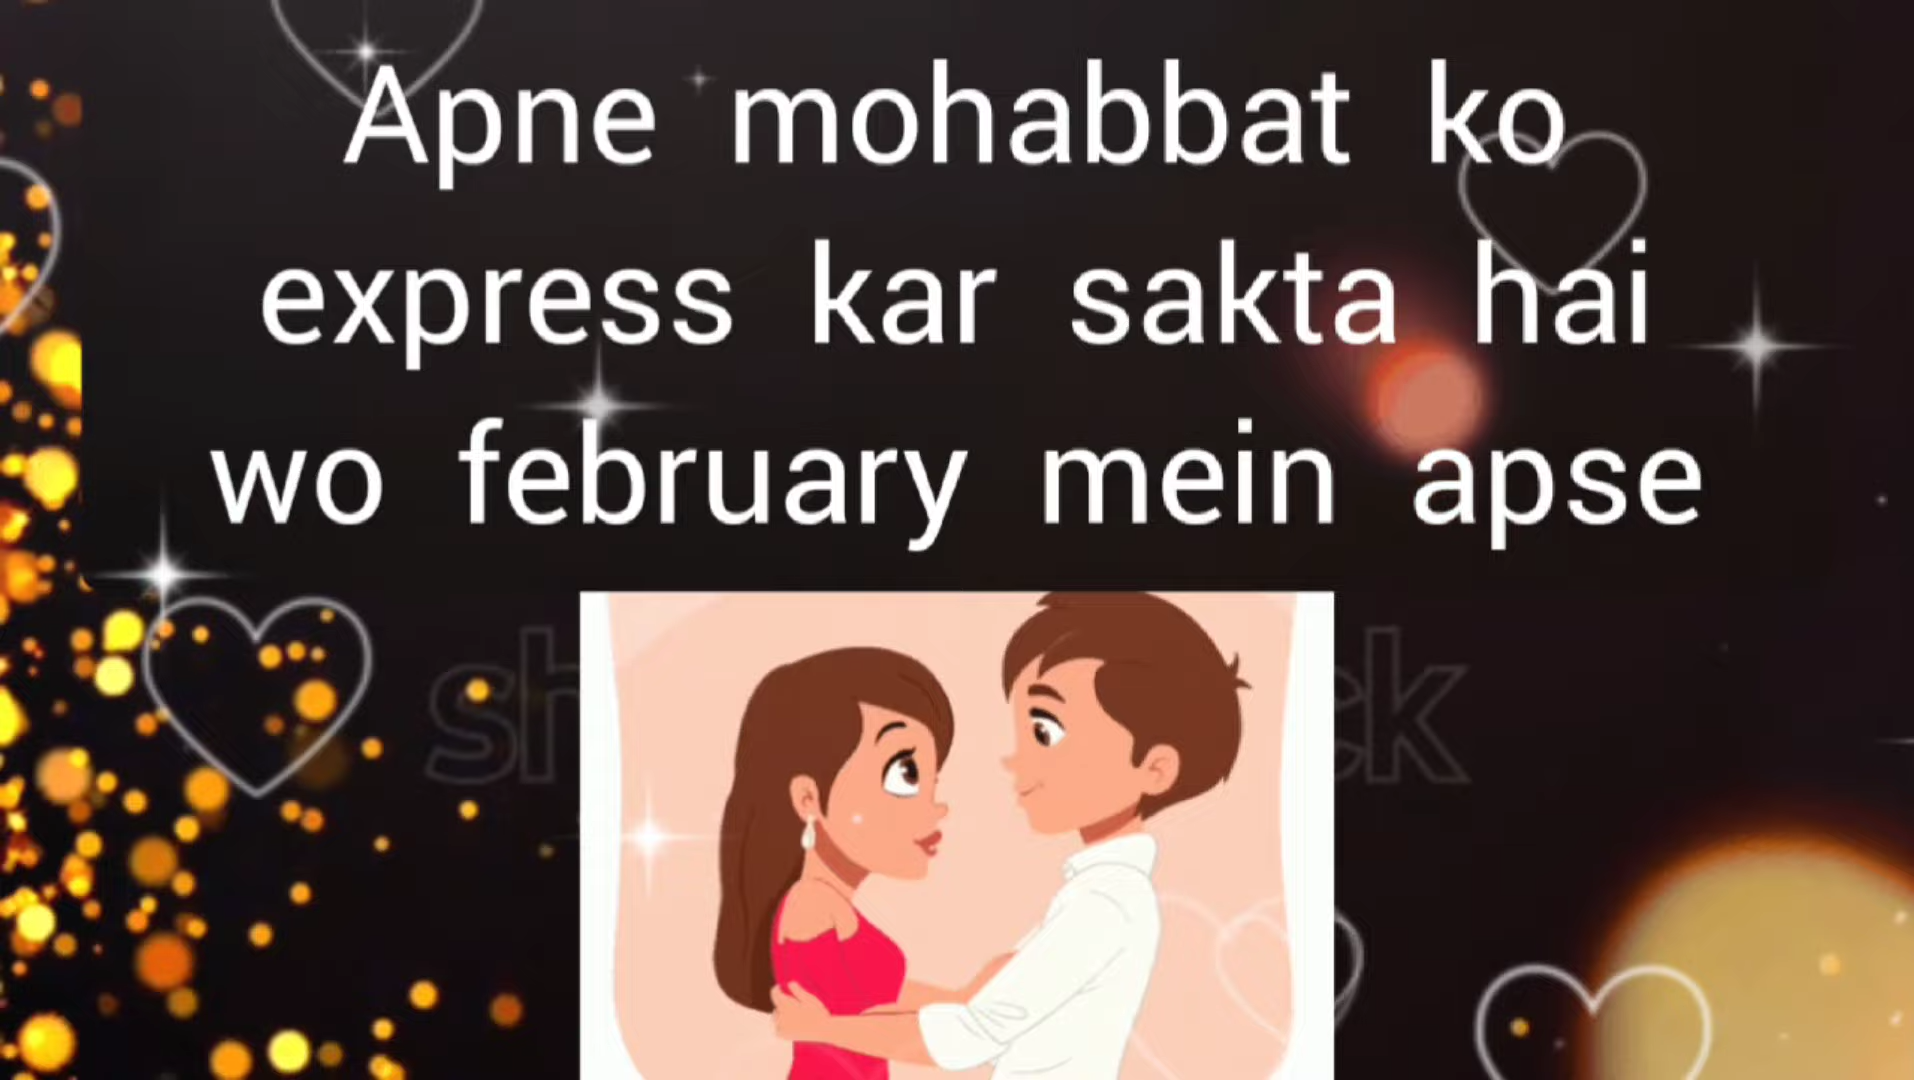 Apne mohabbat ko
express kar sakta hai
wo february mein apse